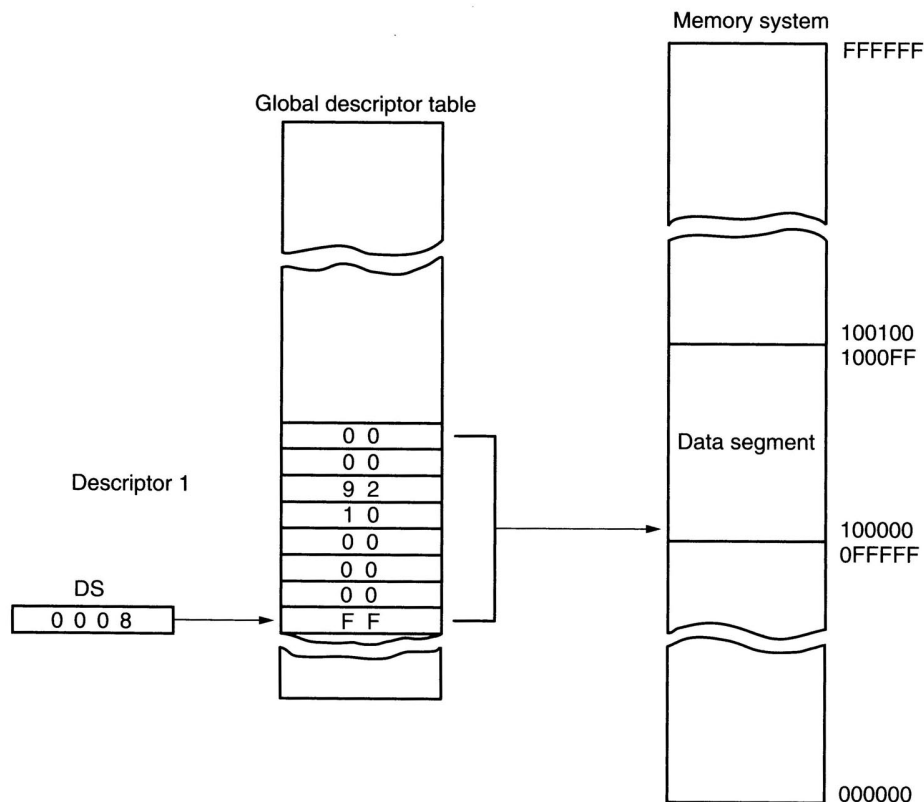 Memory system
FFFFFF
Global descriptor table
100100
1000FF
Data segment
100000
0FFFFF
000000
Descriptor 1
DS
0 0 0 8
0 0
0 0
9 2
1 0
0 0
0 0
0 0
F F